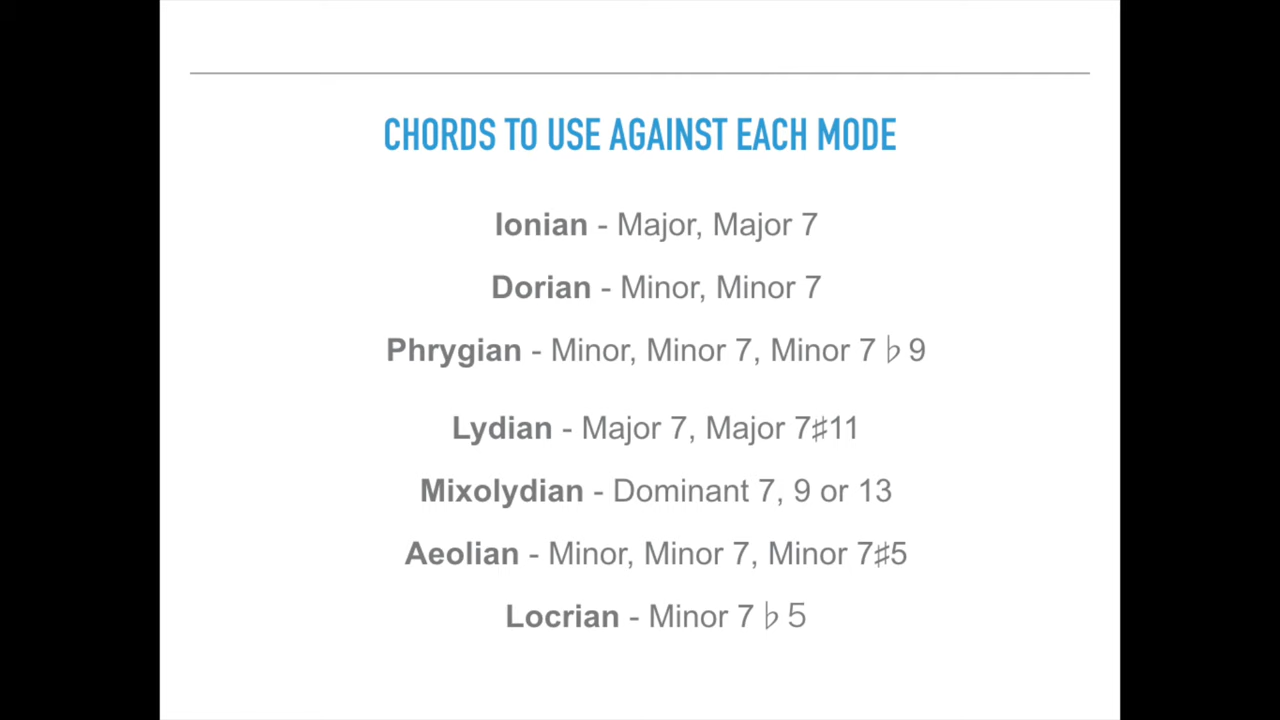 CHORDS TO USE AGAINST EACH MODE
Ionian - Major, Major 7
Dorian - Minor, Minor 7
Phrygian - Minor, Minor 7, Minor 7♭9
Lydian - Major 7, Major 7♯11
Mixolydian - Dominant 7, 9 or 13
Aeolian - Minor, Minor 7, Minor 7♯5
Locrian - Minor 7♭5